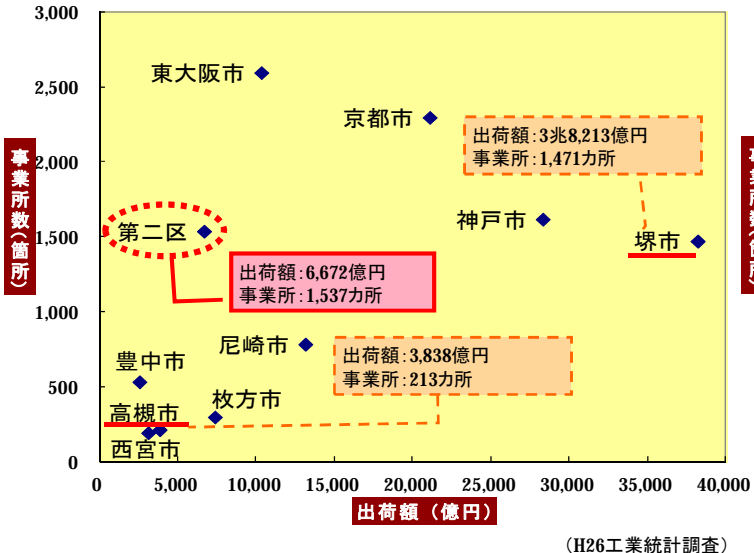 3,000
2,500
2,000
1,500
1,000
500
0
事業所数(箇所)
東大阪市
京都市
出荷額:3兆8,213億円
事業所:1,471カ所
神戸市
堺市
第二区
出荷額:6,672億円
事業所:1,537カ所
尼崎市
豊中市
出荷額:3,838億円
事業所:213カ所
枚方市
高槻市
西宮市
0 5,000 10,000 15,000 20,000 25,000 30,000 35,000 40,000
出荷額(億円)
(H26工業統計調査)